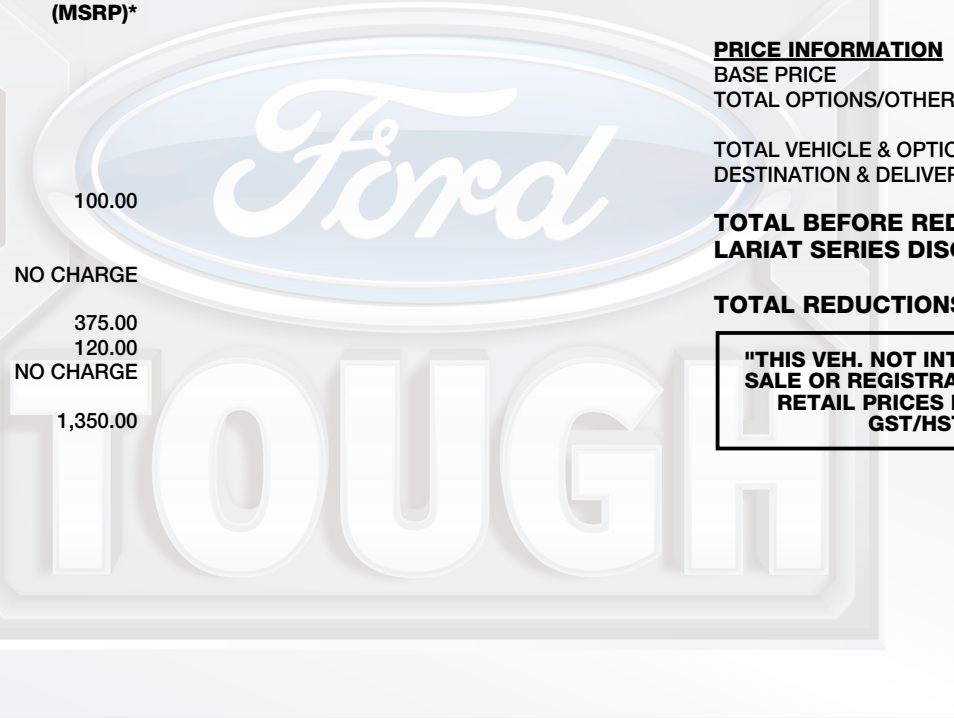 (MSRP)*
100.00
NO CHARGE
375.00
120.00
NO CHARGE
1,350.00
Ford
TOUGH
PRICE INFORMATION
BASE PRICE
TOTAL OPTIONS/OTHER
TOTAL VEHICLE & OPTIO
DESTINATION & DELIVER
TOTAL BEFORE RED
LARIAT SERIES DIS
TOTAL REDUCTIONS
"THIS VEH. NOT INT
SALE OR REGISTRA
RETAIL PRICES
GST/HST